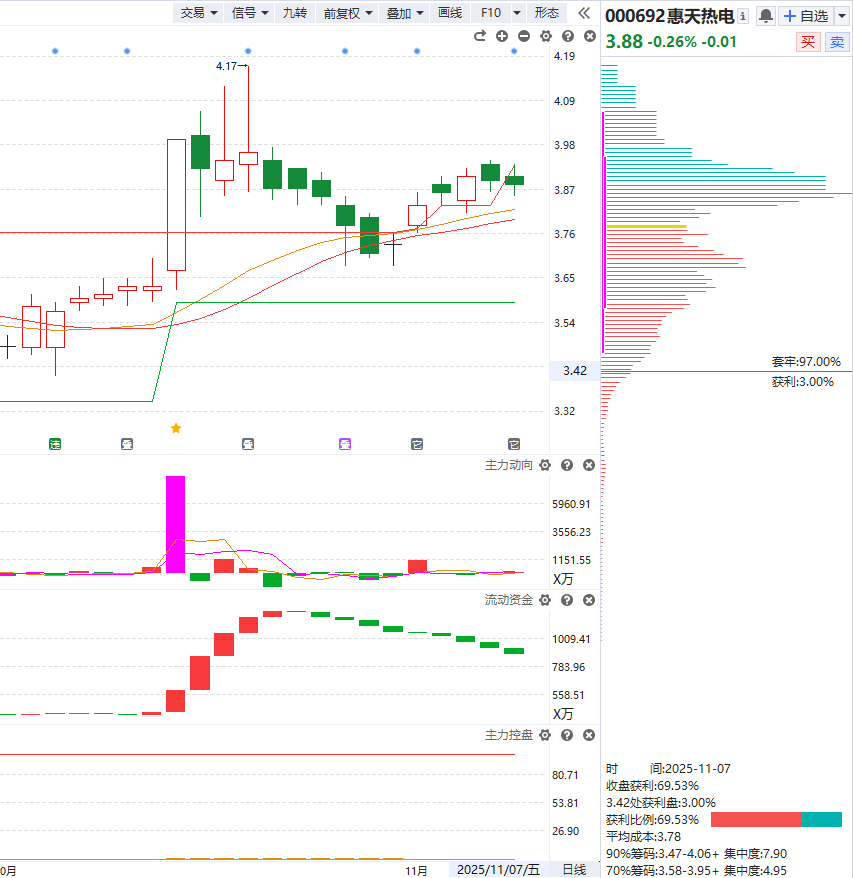 交易 信号 九转 前复权 叠加 画线 F10 形态
000692惠天热电
自选
3.88 -0.26% -0.01
买 卖
4.17
4.19
4.09
3.98
3.87
3.76
3.65
3.54
3.42
3.32
套牢:97.00%
获利:3.00%
主力动向
5960.91
3556.23
1151.55
X万
流动资金
1009.41
783.96
558.51
X万
主力控盘
80.71
53.81
26.90
0月 11月 2025/11/07/五 日线
时 间:2025-11-07
收盘获利:69.53%
3.42处获利盘:3.00%
获利比例:69.53%
平均成本:3.78
90%筹码:3.47-4.06+ 集中度:7.90
70%筹码:3.58-3.95+ 集中度:4.95